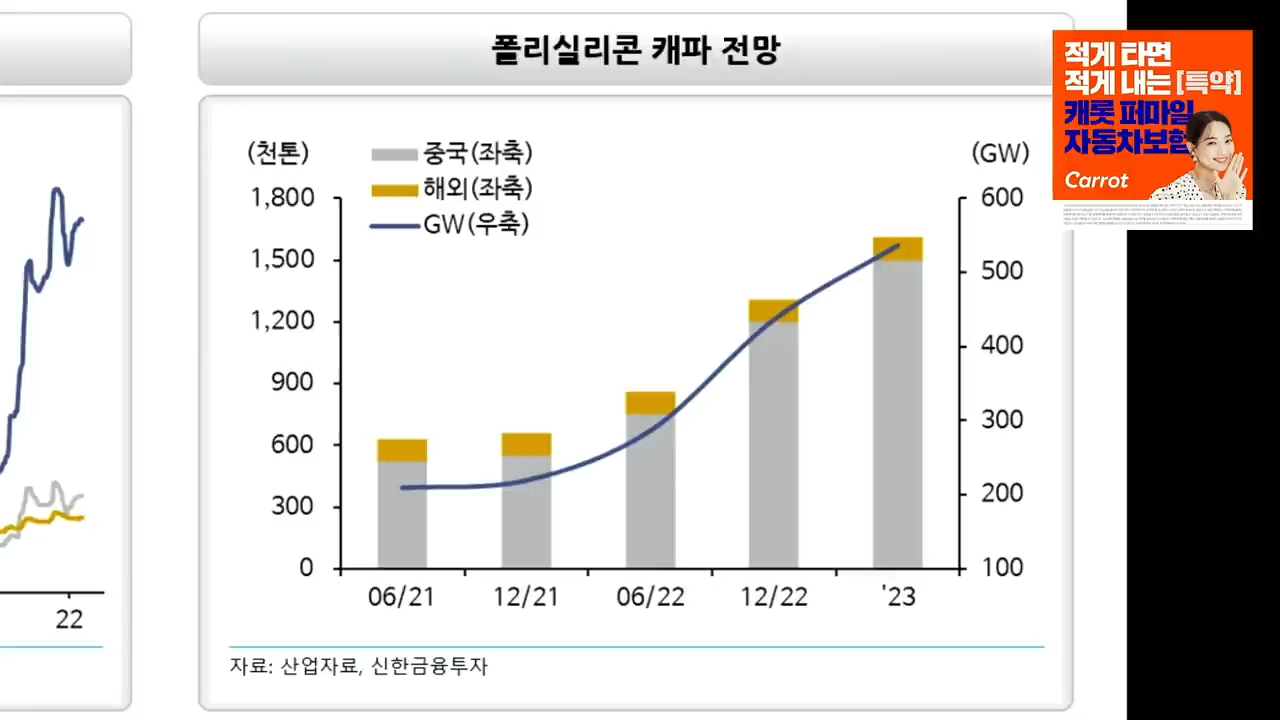 폴리실리콘 캐파 전망
(천톤)
중국(좌축)
해외(좌축)
GW(우축)
(GW)
1,800
1,500
1,200
900
600
300
0
600
500
400
300
200
100
06/21
12/21
06/22
12/22
'23
자료: 산업자료, 신한금융투자
22
적게 타면
적게 내는 [특약]
캐롯 퍼마일
자동차보험
Carrot